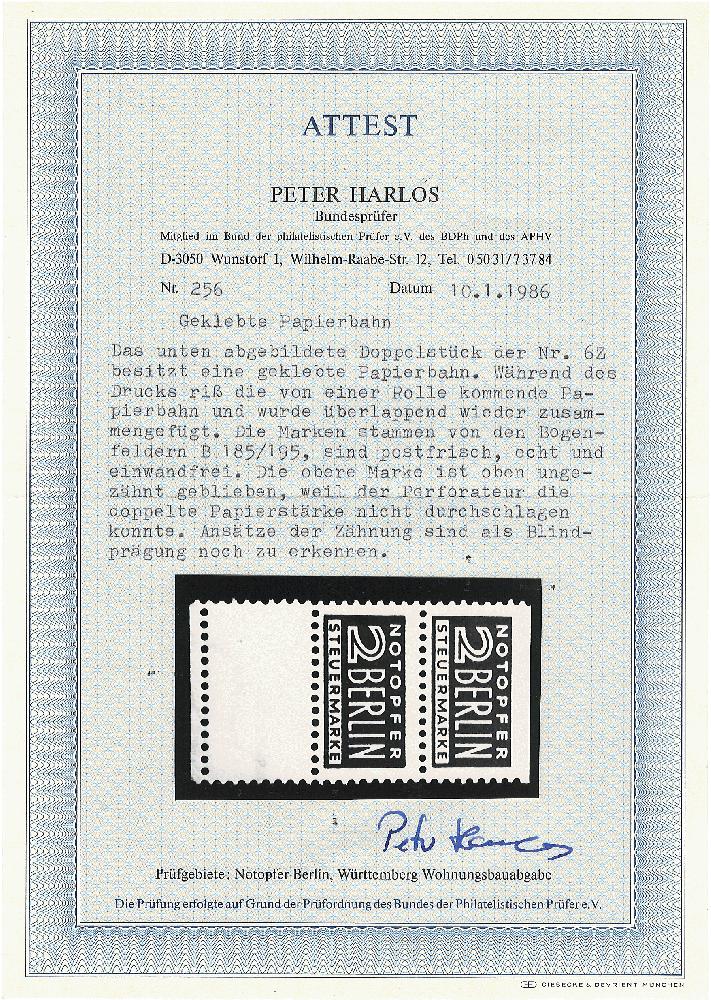 ATTEST
PETER HARLOS
Bundesprüfer
Mitglied im Bund der philatelistischen Prüfer e.V. des BDPh und des APHV
D-3050 Wunstorf 1, Wilhelm-Raabe-Str. 12, Tel. 05031/73784
Nr. 256 Datum 10.1.1986
Geklebte Papierbahn
Das unten abgebildete Doppelstück der Nr. 6Z
besitzt eine geklebte Papierbahn. Während des
Drucks riß die von einer Rolle kommende Pa-
pierbahn und wurde überlappend wieder zusam-
mengefügt. Die Marken stammen von den Bogen-
feldern B 185/195, sind postfrisch, echt und
einwandfrei. Die obere Marke ist oben unge-
zähnt geblieben, weil der Perforateur die
doppelte Papierstärke nicht durchschlagen
konnte. Ansätze der Zähnung sind als Blind-
prägung noch zu erkennen.
NOTOPFER
2 BERLIN
STEUERMARKE
NOTOPFER
2 BERLIN
STEUERMARKE
Peter Harlos
Prüfgebiete: Notopfer Berlin, Württemberg Wohnungsbauabgabe
Die Prüfung erfolgte auf Grund der Prüfordnung des Bundes der Philatelistischen Prüfer e.V.
GIESECKE & DEVRIENT MÜNCHEN